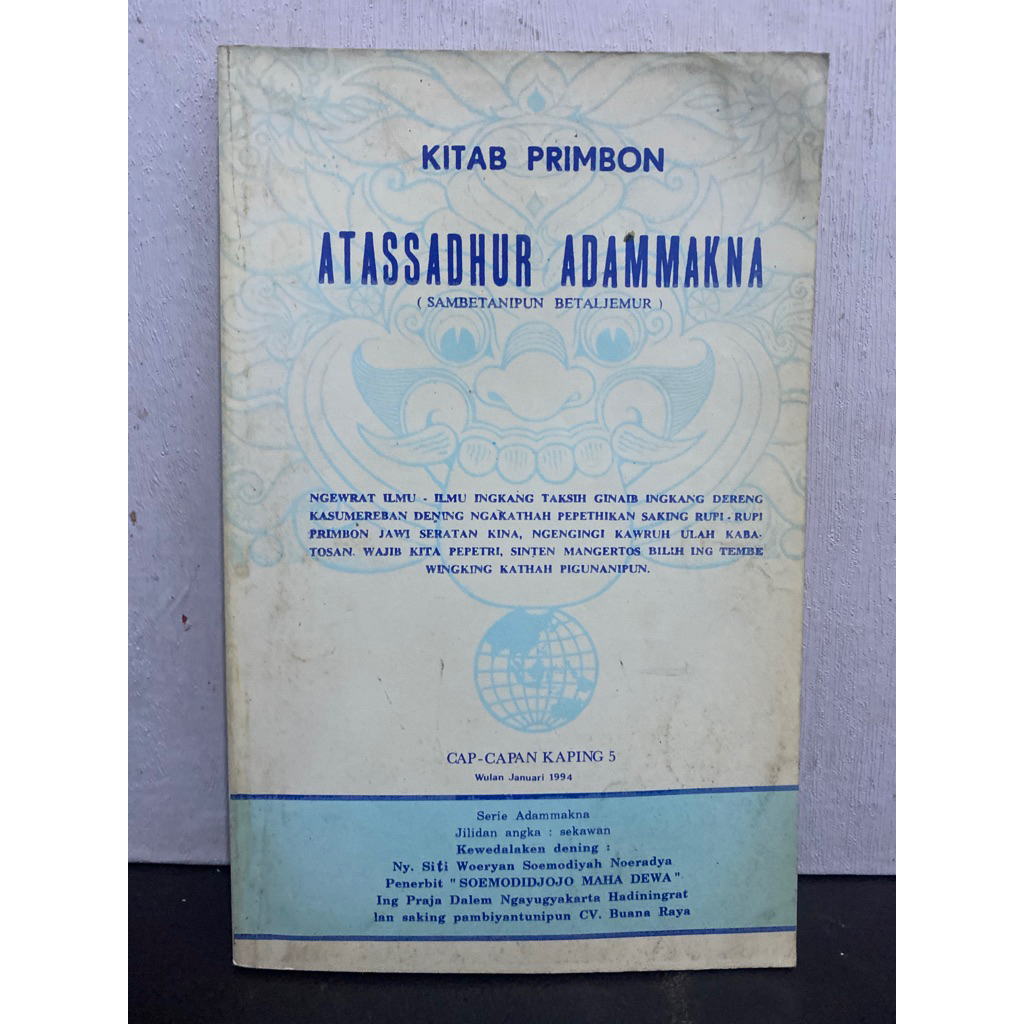 KITAB PRIMBON
ATASSADHUR ADAMMAKNA
( SAMBETANIPUN BETALJEMUR )
NGEWRAT ILMU - ILMU INGKANG TAKSIH GINAIB INGKANG DERENG
KASUMEREBAN DENING NGAKATHAH PEPETHIKAN SAKING RUPI - RUPI
PRIMBON JAWI SERATAN KINA, NGENGINGI KAWRUH ULAH KABA-
TOSAN. WAJIB KITA PEPETRI, SINTEN MANGERTOS BILIH ING TEMBE
WINGKING KATHAH PIGUNANIPUN.
CAP-CAPAN KAPING 5
Wulan Januari 1994
Serie Adammakna
Jilidan angka : sekawan
Kewedalaken dening :
Ny. Siti Woeryan Soemodiyah Noeradya
Penerbit "SOEMODIDJOJO MAHA DEWA".
Ing Praja Dalem Ngayugyakarta Hadiningrat
lan saking pambiyantunipun CV. Buana Raya